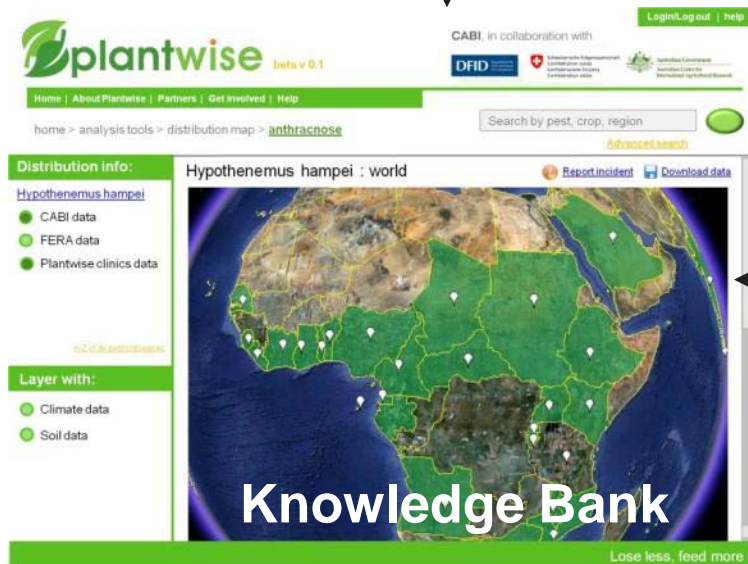 Login/Log out | help
plantwise beta v 0.1
CABI, in collaboration with
DFID
Australian Government
Home | About Plantwise | Partners | Get involved | Help
home > analysis tools > distribution map > anthracnose
Search by pest, crop, region
Advanced search
Distribution info:
Hypothenemus hampei : world
Report incident
Download data
Hypothenemus hampei
CABI data
FERA data
Plantwise clinics data
Layer with:
Climate data
Soil data
Knowledge Bank
Lose less, feed more